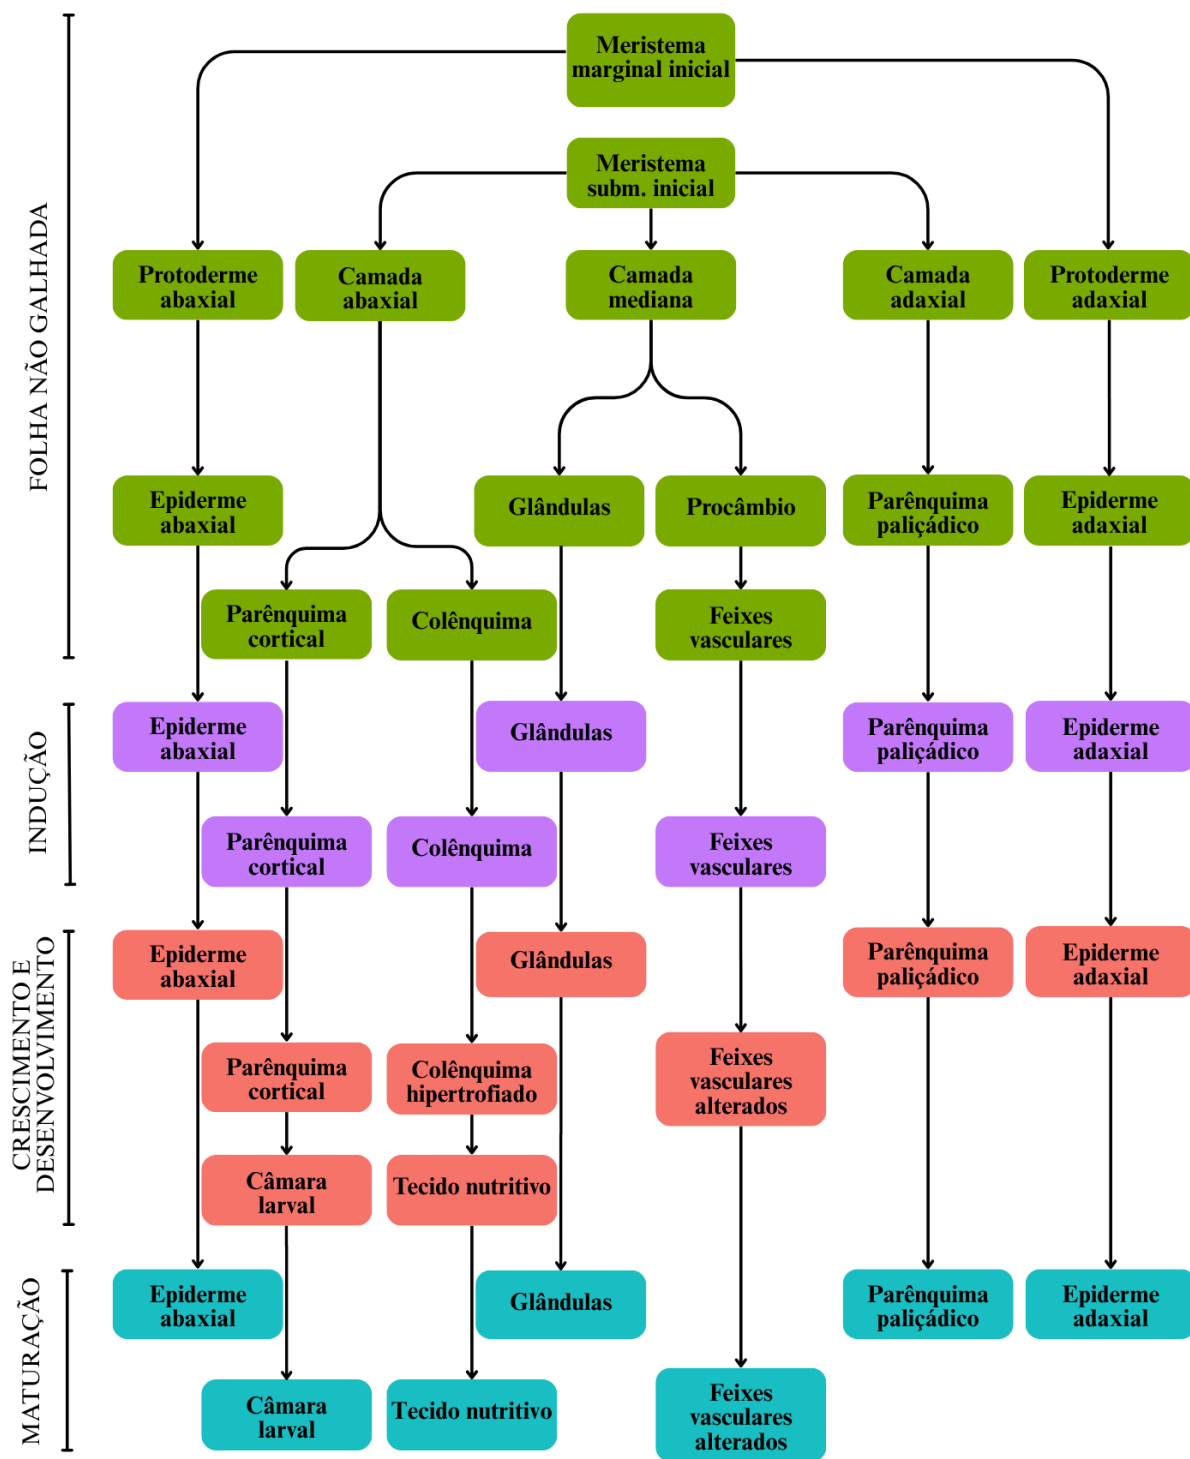 FOLHA NÃO GALHADA
Meristema
marginal inicial
Meristema
subm. inicial
Protoderme
abaxial
Camada
abaxial
Camada
mediana
Camada
adaxial
Protoderme
adaxial
Epiderme
abaxial
Glândulas
Procâmbio
Parênquima
paliçádico
Epiderme
adaxial
Parênquima
cortical
Colênquima
Feixes
vasculares
INDUÇÃO
Epiderme
abaxial
Glândulas
Parênquima
paliçádico
Epiderme
adaxial
Parênquima
cortical
Colênquima
Feixes
vasculares
CRESCIMENTO E
DESENVOLVIMENTO
Epiderme
abaxial
Glândulas
Parênquima
paliçádico
Epiderme
adaxial
Parênquima
cortical
Colênquima
hipertrofiado
Feixes
vasculares
alterados
Câmara
larval
Tecido nutritivo
MATURAÇÃO
Epiderme
abaxial
Glândulas
Parênquima
paliçádico
Epiderme
adaxial
Câmara
larval
Tecido nutritivo
Feixes
vasculares
alterados